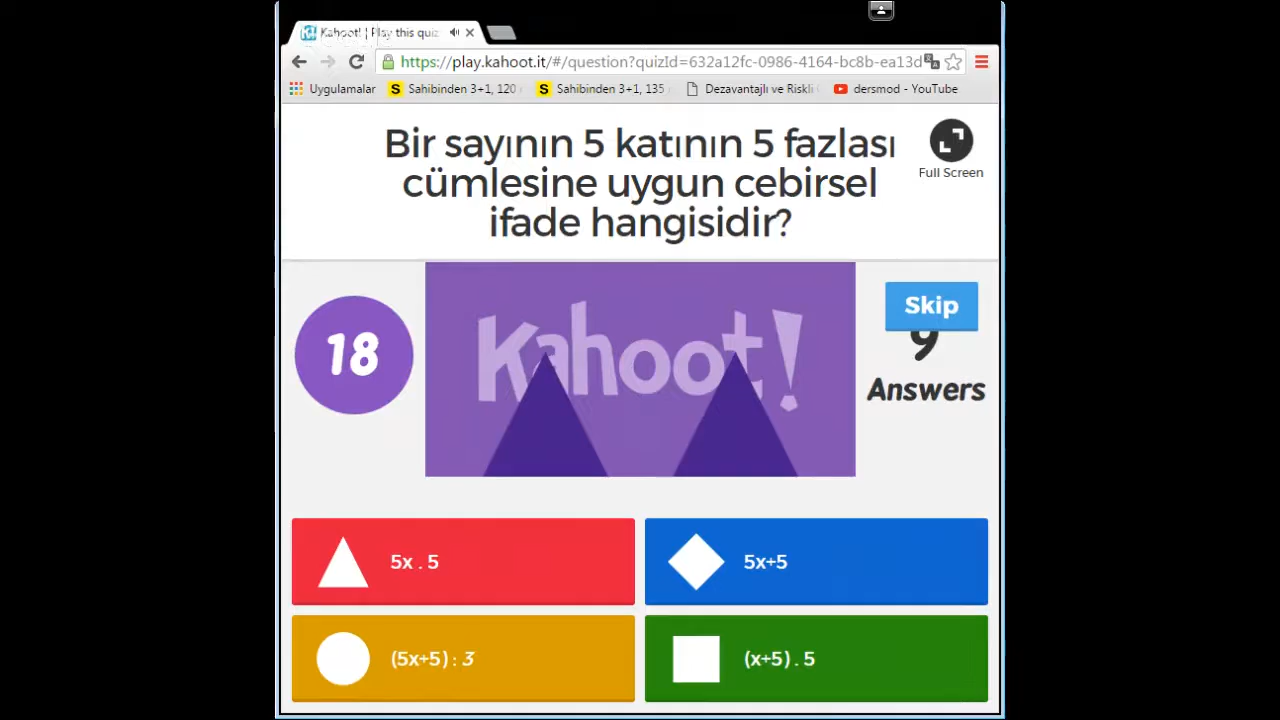 Kahoot! | Play this quiz
https://play.kahoot.it/#/question?quizId=632a12fc-0986-4164-bc8b-ea13d
Uygulamalar
S Sahibinden 3+1, 120
S Sahibinden 3+1, 135
Dezavantajlı ve Riskli
dersmod - YouTube
Bir sayının 5 katının 5 fazlası
cümlesine uygun cebirsel
ifade hangisidir?
Full Screen
18
Kahoot!
Skip
9
Answers
5x . 5
5x+5
(5x+5) : 3
(x+5) . 5